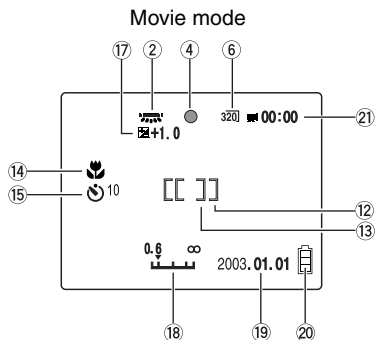 Movie mode
⑰ ② ④ ⑥
320 00:00 ㉑
+1.0
⑭
⑮ 10
⑫
⑬
0.6 ∞
2003.01.01
⑱ ⑲ ⑳